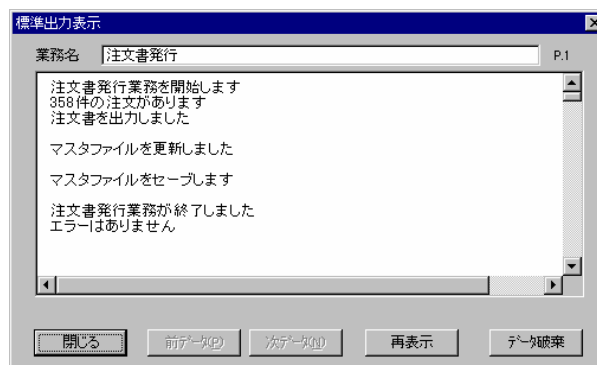 標準出力表示
業務名 注文書発行 P.1
注文書発行業務を開始します
358件の注文があります
注文書を出力しました
マスタファイルを更新しました
マスタファイルをセーブします
注文書発行業務が終了しました
エラーはありません
閉じる 前ﾃﾞｰﾀ(P) 次ﾃﾞｰﾀ(N) 再表示 ﾃﾞｰﾀ破棄